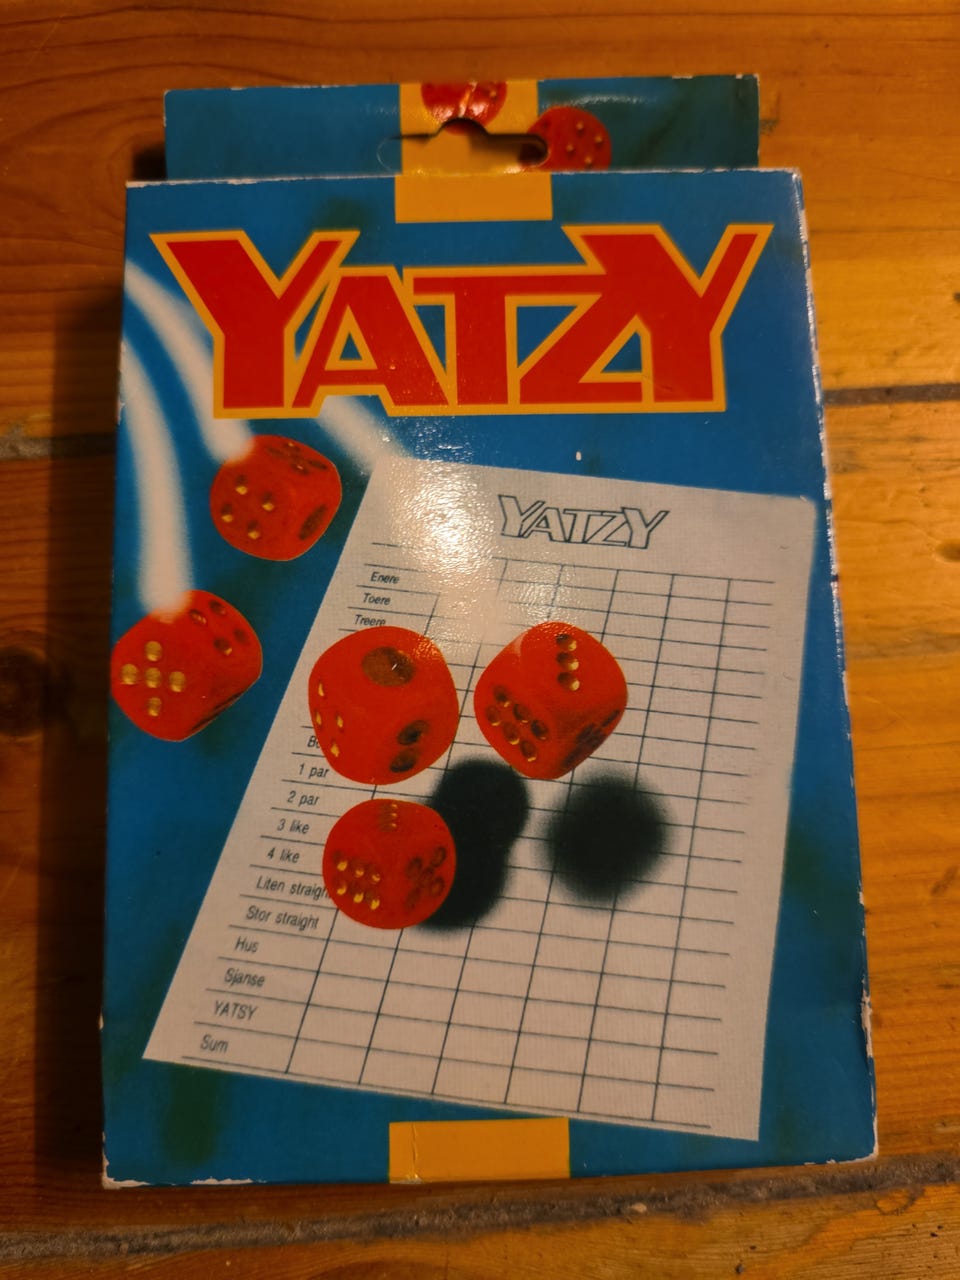 YATZY
YATZY
Enere
Toere
Treere
1 par
2 par
3 like
4 like
Liten straight
Stor straight
Hus
Sjanse
YATSY
Sum